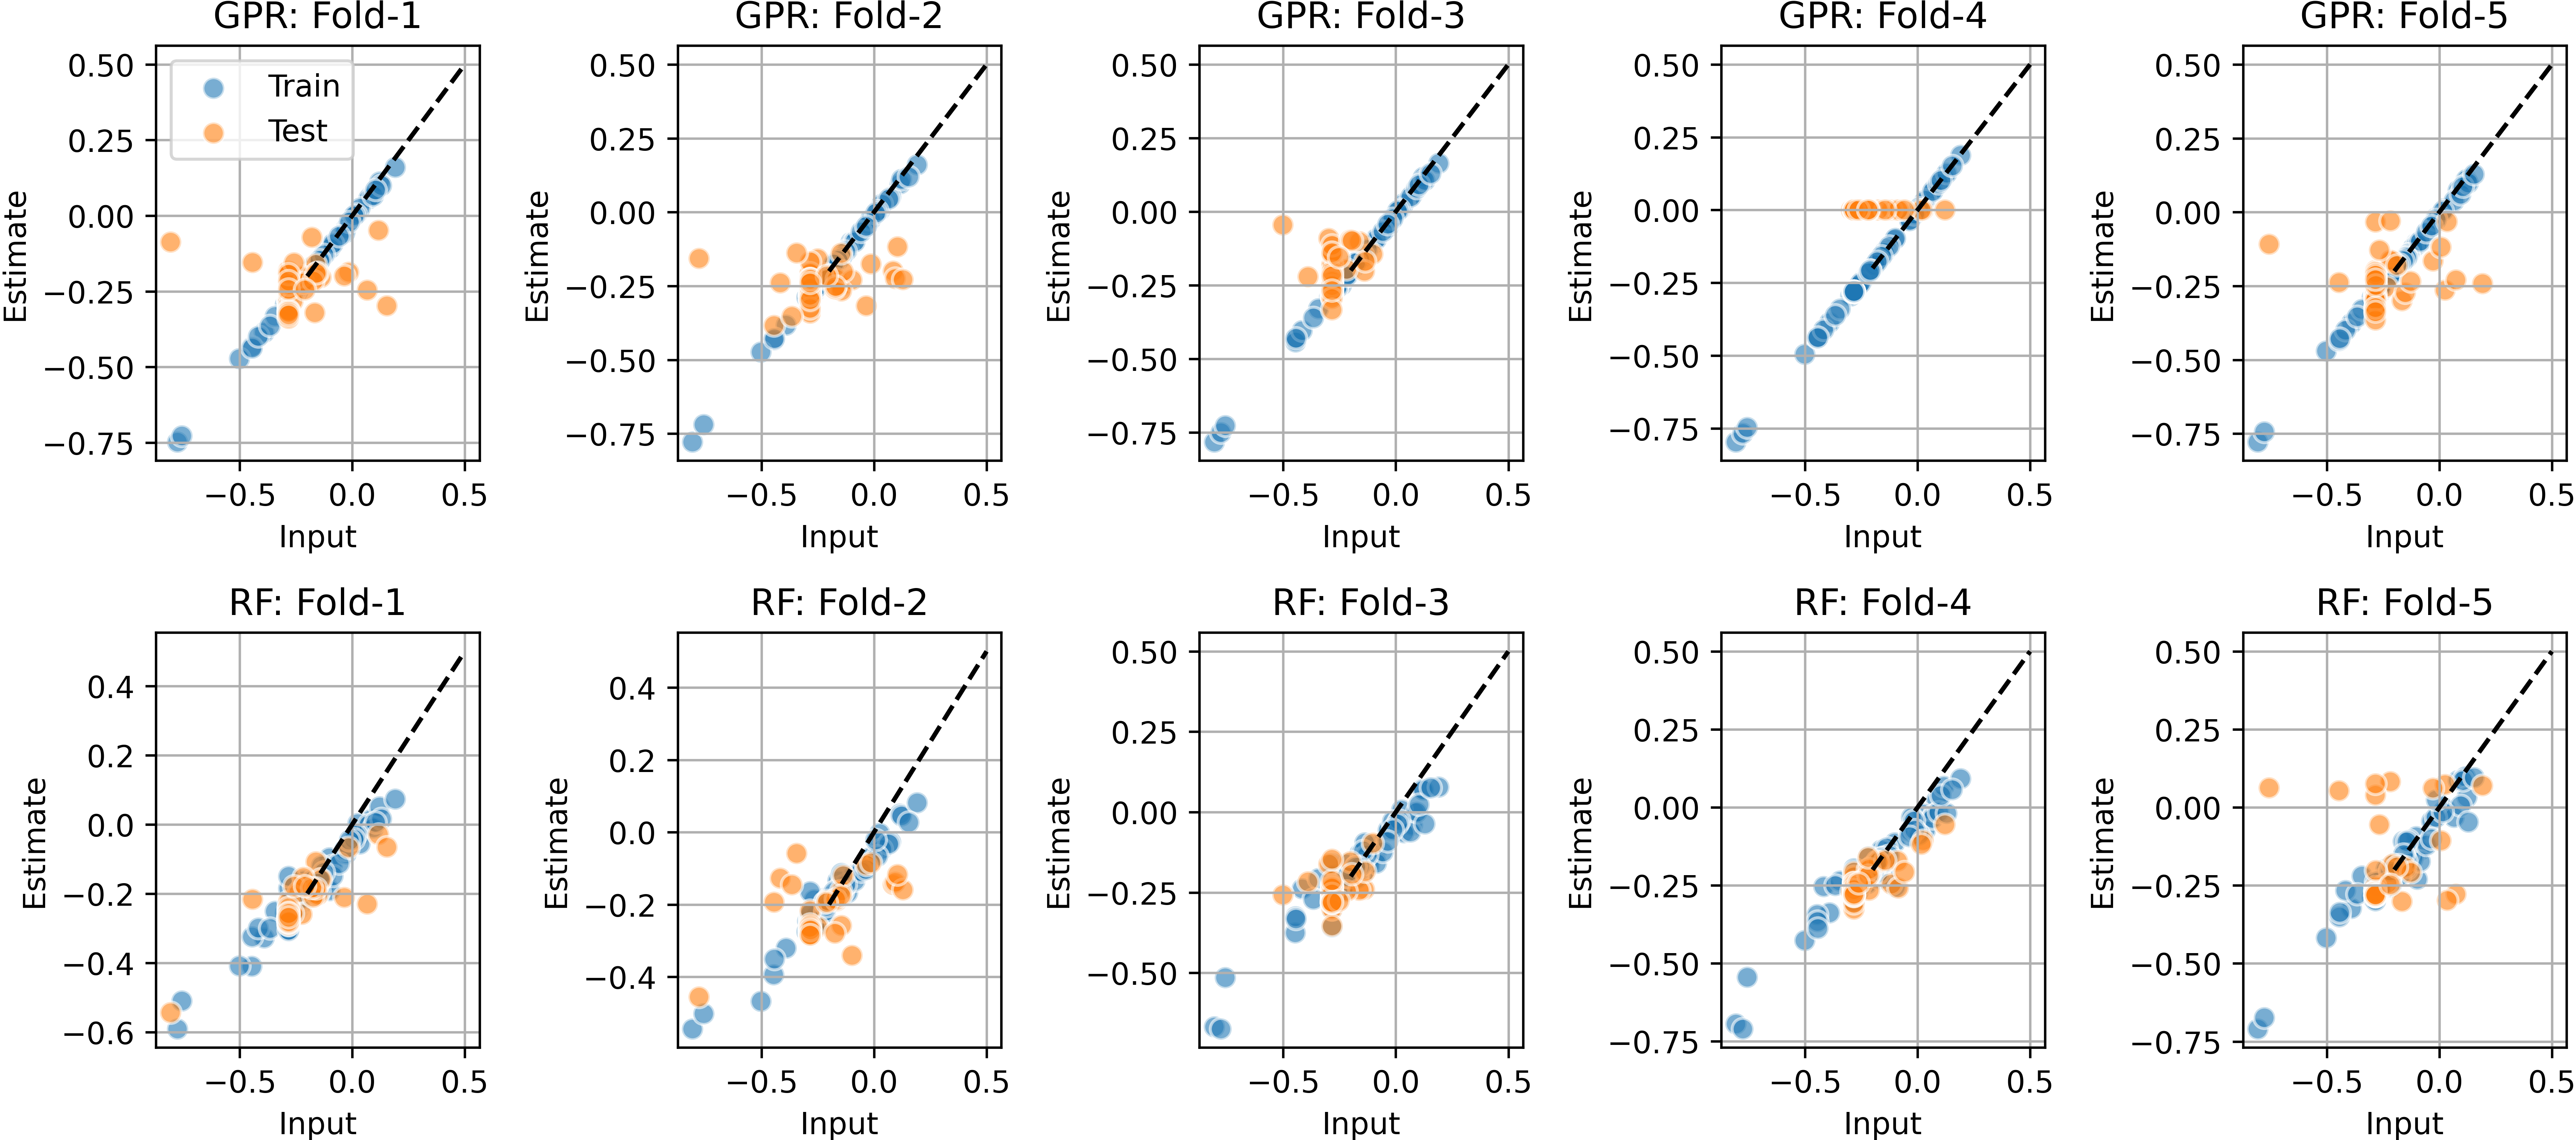 GPR: Fold-1 GPR: Fold-2 GPR: Fold-3 GPR: Fold-4 GPR: Fold-5
Train
Test
0.50 0.50 0.50 0.50 0.50
0.25 0.25 0.25 0.25 0.25
0.00 0.00 0.00 0.00 0.00
−0.25 −0.25 −0.25 −0.25 −0.25
−0.50 −0.50 −0.50 −0.50 −0.50
−0.75 −0.75 −0.75 −0.75 −0.75
Estimate Estimate Estimate Estimate Estimate
−0.5 0.0 0.5 −0.5 0.0 0.5 −0.5 0.0 0.5 −0.5 0.0 0.5 −0.5 0.0 0.5
Input Input Input Input Input
RF: Fold-1 RF: Fold-2 RF: Fold-3 RF: Fold-4 RF: Fold-5
0.4 0.4 0.50 0.50 0.50
0.2 0.2 0.25 0.25 0.25
0.0 0.0 0.00 0.00 0.00
−0.2 −0.2 −0.25 −0.25 −0.25
−0.4 −0.4 −0.50 −0.50 −0.50
−0.6 −0.75 −0.75
Estimate Estimate Estimate Estimate Estimate
−0.5 0.0 0.5 −0.5 0.0 0.5 −0.5 0.0 0.5 −0.5 0.0 0.5 −0.5 0.0 0.5
Input Input Input Input Input